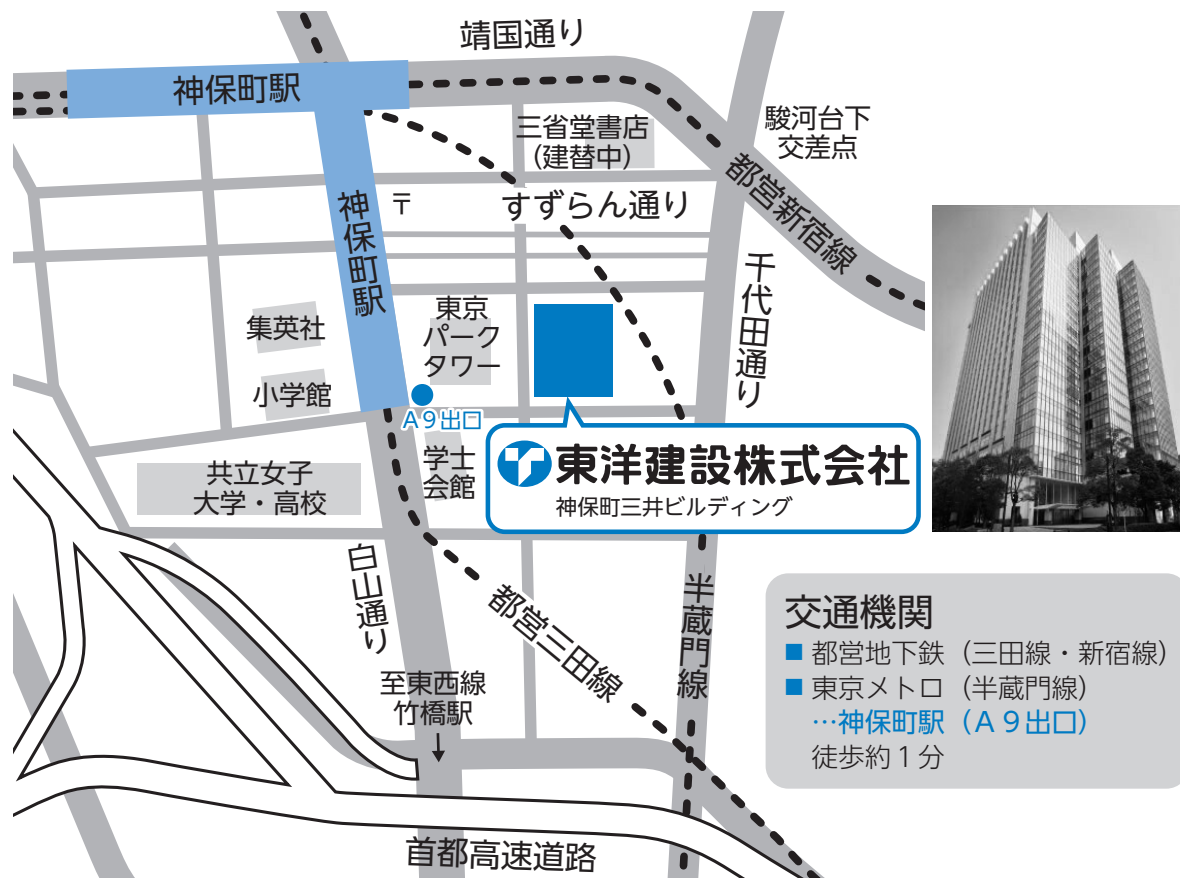 靖国通り
神保町駅
三省堂書店
(建替中)
駿河台下
交差点
都営新宿線
〒
すずらん通り
神保町駅
千代田通り
集英社
東京
パーク
タワー
小学館
A9出口
東洋建設株式会社
神保町三井ビルディング
学士
会館
共立女子
大学・高校
白山通り
都営三田線
半蔵門線
至東西線
竹橋駅
首都高速道路
交通機関
■ 都営地下鉄（三田線・新宿線）
■ 東京メトロ（半蔵門線）
…神保町駅（A9出口）
徒歩約1分